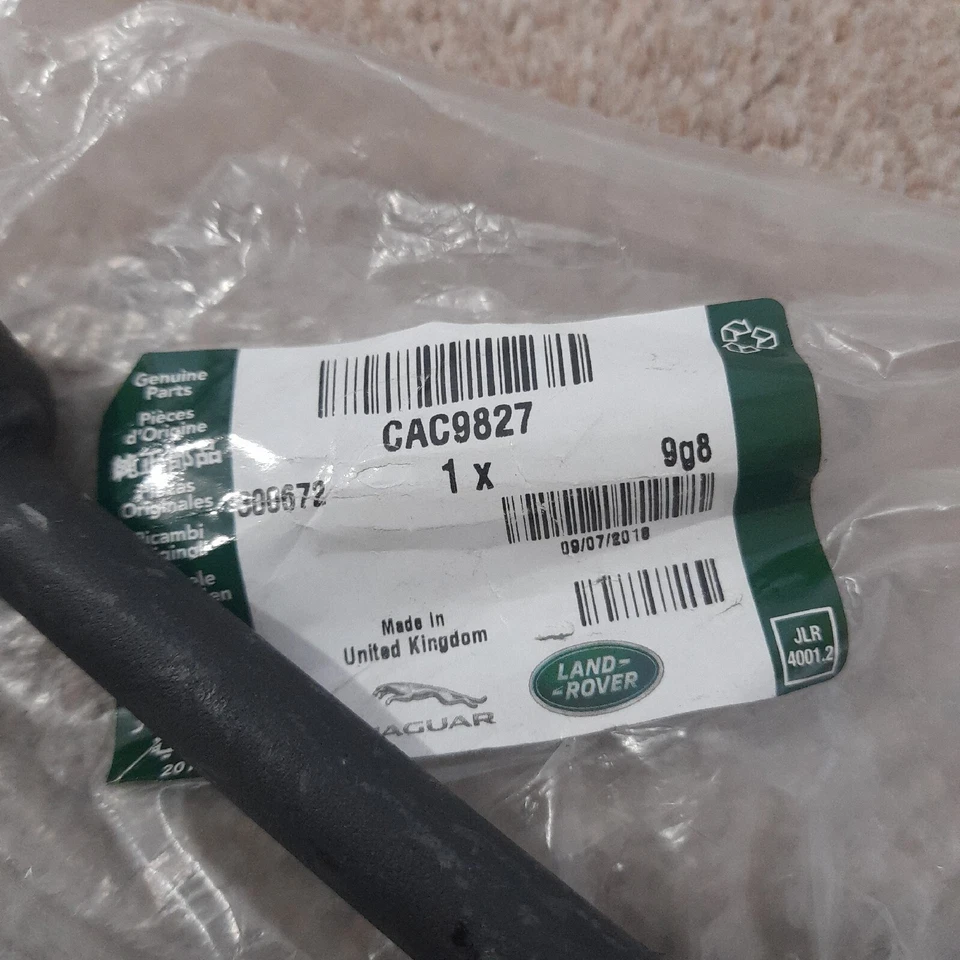 Genuine
Parts
Pièces
d'Origine
Originales
CAC9827
1 x
9g8
09/07/2018
Made In
United Kingdom
JAGUAR
LAND-
-ROVER
JLR
4001.2